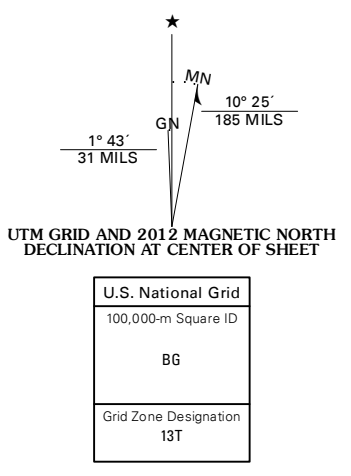 ★
MN
10° 25´
185 MILS
GN
1° 43´
31 MILS
UTM GRID AND 2012 MAGNETIC NORTH
DECLINATION AT CENTER OF SHEET
U.S. National Grid
100,000-m Square ID
BG
Grid Zone Designation
13T